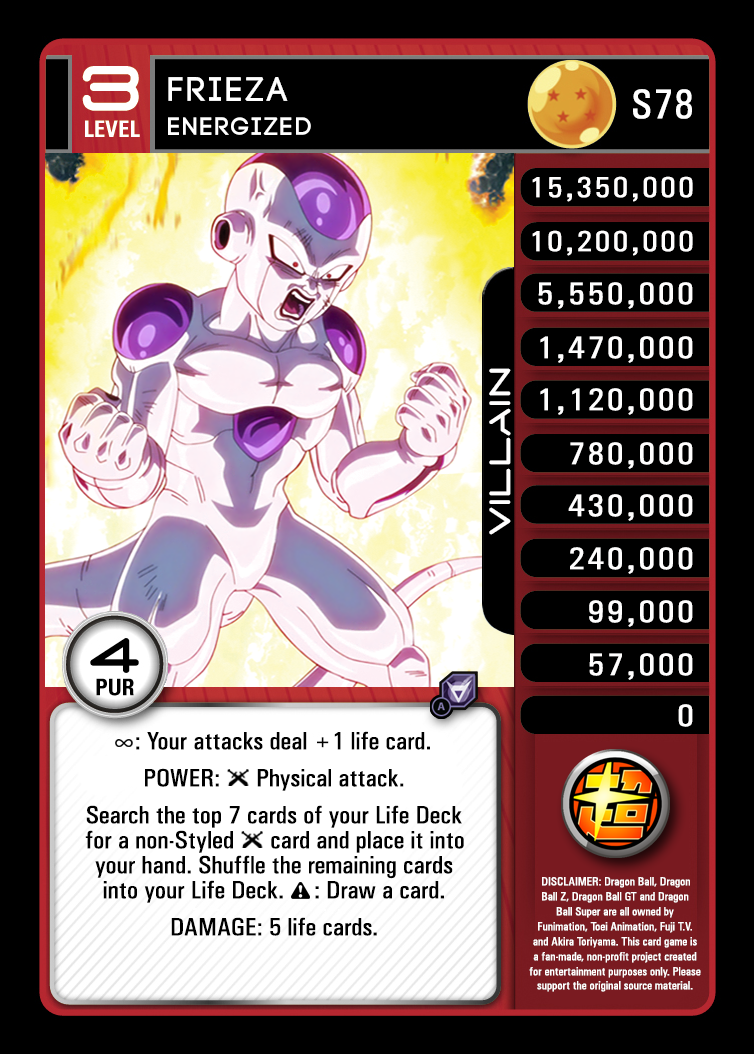 3
LEVEL
FRIEZA
ENERGIZED
S78
15,350,000
10,200,000
5,550,000
1,470,000
1,120,000
780,000
430,000
240,000
99,000
57,000
0
VILLAIN
4
PUR
A
∞: Your attacks deal +1 life card.
POWER: Physical attack.
Search the top 7 cards of your Life Deck
for a non-Styled card and place it into
your hand. Shuffle the remaining cards
into your Life Deck. : Draw a card.
DAMAGE: 5 life cards.
超
DISCLAIMER: Dragon Ball, Dragon
Ball Z, Dragon Ball GT and Dragon
Ball Super are all owned by
Funimation, Toei Animation, Fuji T.V.
and Akira Toriyama. This card game is
a fan-made, non-profit project created
for entertainment purposes only. Please
support the original source material.